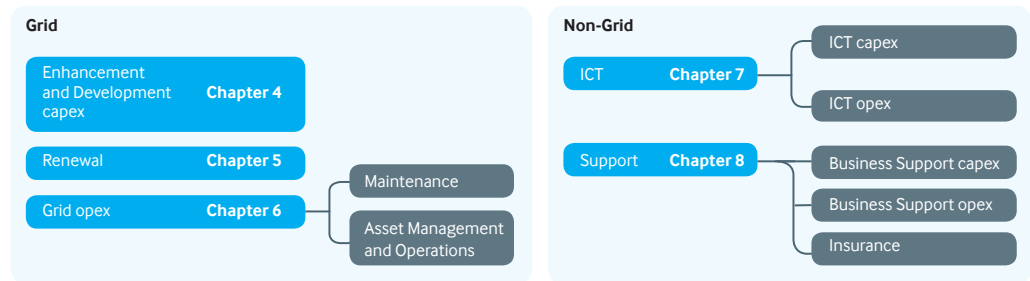 Grid
Enhancement
and Development
capex
Chapter 4
Renewal
Chapter 5
Grid opex
Chapter 6
Maintenance
Asset Management
and Operations
Non-Grid
ICT
Chapter 7
ICT capex
ICT opex
Support
Chapter 8
Business Support capex
Business Support opex
Insurance